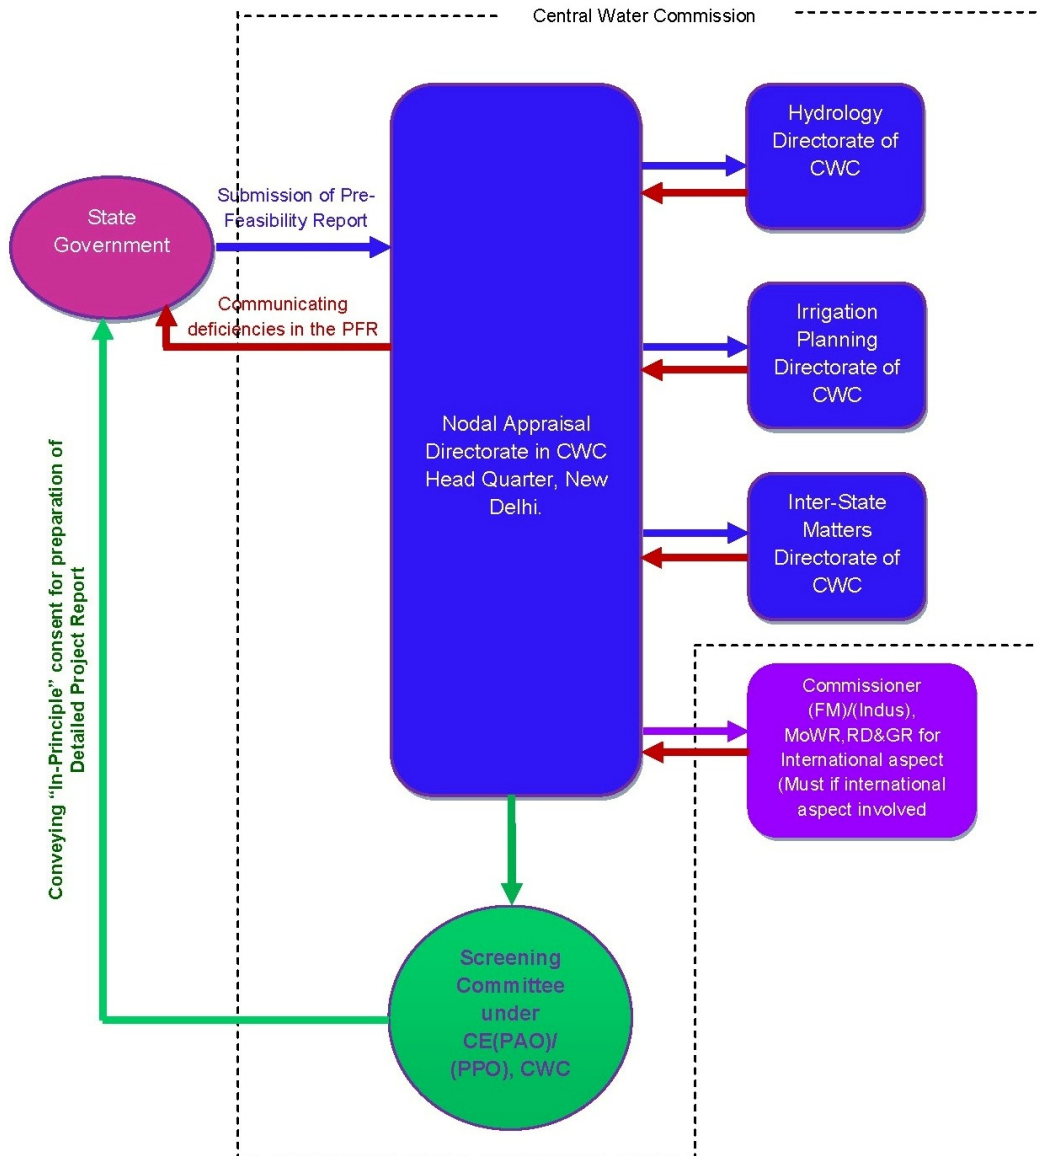 Central Water Commission
Hydrology
Directorate of
CWC
State
Government
Submission of Pre-
Feasibility Report
Communicating
deficiencies in the PFR
Irrigation
Planning
Directorate of
CWC
Nodal Appraisal
Directorate in CWC
Head Quarter, New
Delhi.
Inter-State
Matters
Directorate of
CWC
Conveying “In-Principle” consent for preparation of
Detailed Project Report
Commissioner
(FM)/(Indus),
MoWR,RD&GR for
International aspect
(Must if international
aspect involved
Screening
Committee
under
CE(PAO)/
(PPO), CWC